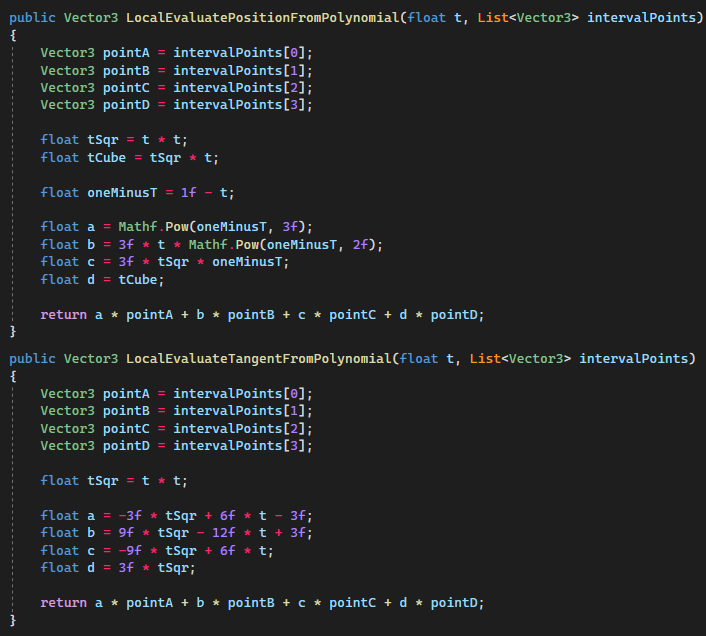 public Vector3 LocalEvaluatePositionFromPolynomial(float t, List<Vector3> intervalPoints)
{
    Vector3 pointA = intervalPoints[0];
    Vector3 pointB = intervalPoints[1];
    Vector3 pointC = intervalPoints[2];
    Vector3 pointD = intervalPoints[3];

    float tSqr = t * t;
    float tCube = tSqr * t;

    float oneMinusT = 1f - t;

    float a = Mathf.Pow(oneMinusT, 3f);
    float b = 3f * t * Mathf.Pow(oneMinusT, 2f);
    float c = 3f * tSqr * oneMinusT;
    float d = tCube;

    return a * pointA + b * pointB + c * pointC + d * pointD;
}
public Vector3 LocalEvaluateTangentFromPolynomial(float t, List<Vector3> intervalPoints)
{
    Vector3 pointA = intervalPoints[0];
    Vector3 pointB = intervalPoints[1];
    Vector3 pointC = intervalPoints[2];
    Vector3 pointD = intervalPoints[3];

    float tSqr = t * t;

    float a = -3f * tSqr + 6f * t - 3f;
    float b = 9f * tSqr - 12f * t + 3f;
    float c = -9f * tSqr + 6f * t;
    float d = 3f * tSqr;

    return a * pointA + b * pointB + c * pointC + d * pointD;
}